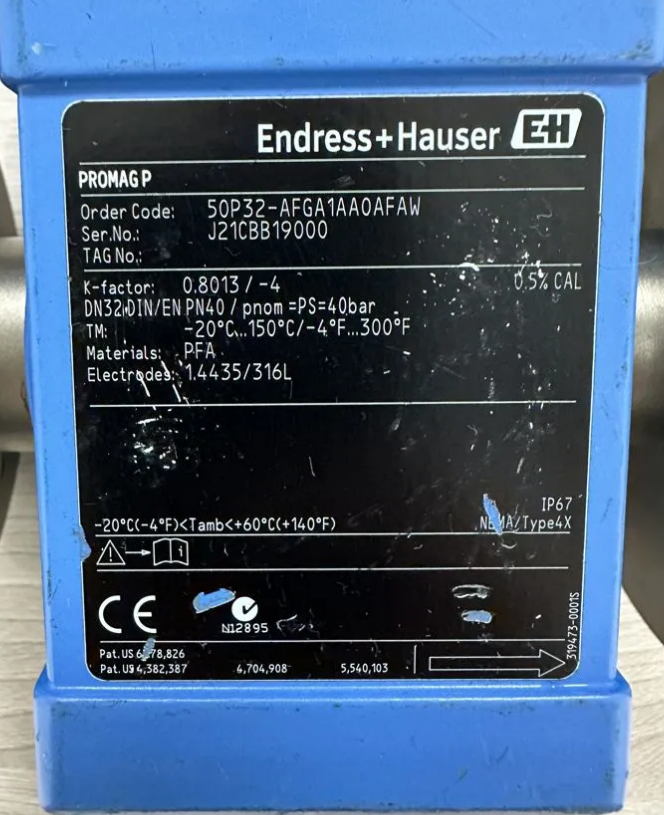 Endress+Hauser EH
PROMAG P
Order Code: 50P32-AFGA1AA0AFAW
Ser.No.: J21CBB19000
TAG No.:
K-factor: 0.8013 / -4 0.5% CAL
DN32 DIN/EN PN40 / pnom =PS=40bar
TM: -20°C...150°C/-4°F...300°F
Materials: PFA
Electrodes: 1.4435/316L
IP67
-20°C(-4°F)<Tamb<+60°C(+140°F) NEMA/Type4X
i
CE
N12895
319473-0001S
Pat.US
Pat.US 4,382,387 4,704,908 5,540,103